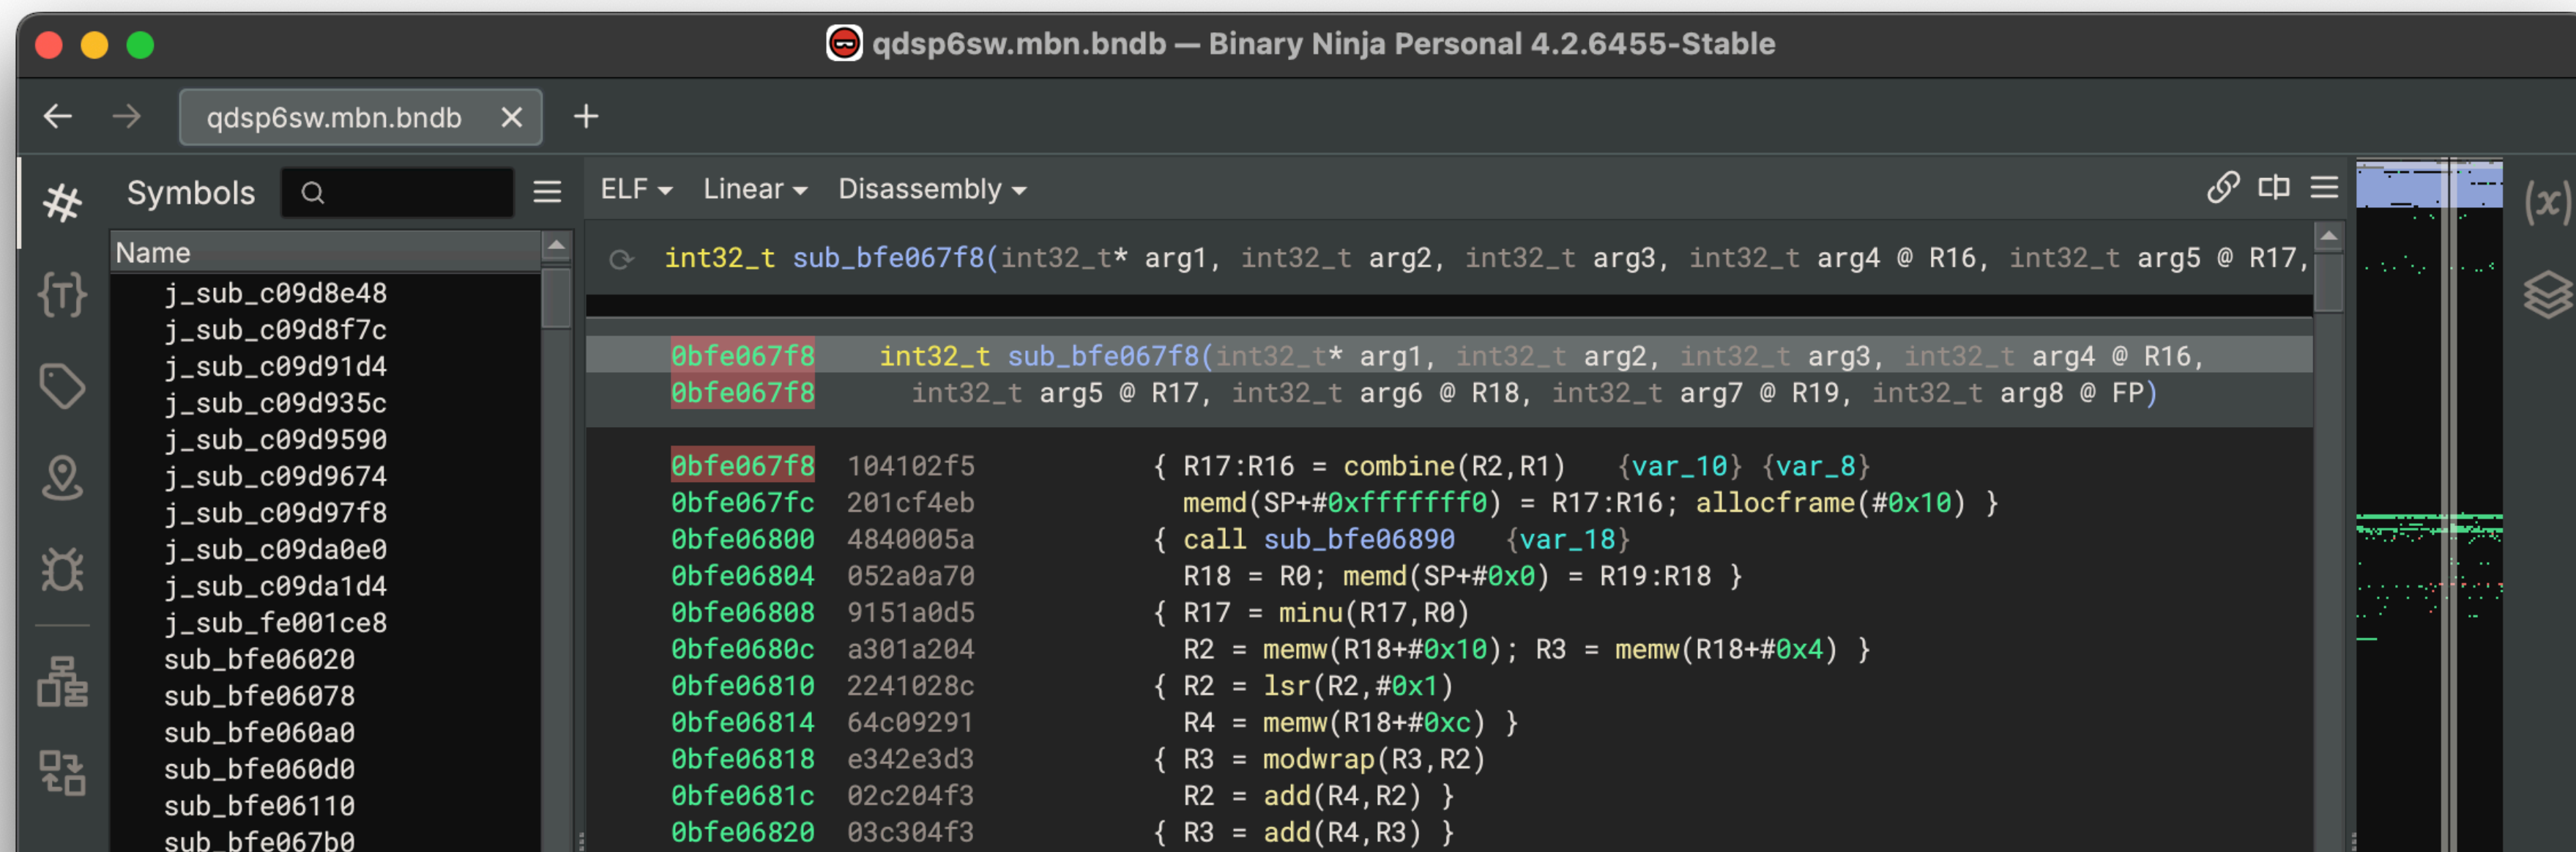 qdsp6sw.mbn.bndb — Binary Ninja Personal 4.2.6455-Stable
qdsp6sw.mbn.bndb
Symbols
Name
j_sub_c09d8e48
j_sub_c09d8f7c
j_sub_c09d91d4
j_sub_c09d935c
j_sub_c09d9590
j_sub_c09d9674
j_sub_c09d97f8
j_sub_c09da0e0
j_sub_c09da1d4
j_sub_fe001ce8
sub_bfe06020
sub_bfe06078
sub_bfe060a0
sub_bfe060d0
sub_bfe06110
sub_bfe067b0
ELF Linear Disassembly
int32_t sub_bfe067f8(int32_t* arg1, int32_t arg2, int32_t arg3, int32_t arg4 @ R16, int32_t arg5 @ R17,
0bfe067f8 int32_t sub_bfe067f8(int32_t* arg1, int32_t arg2, int32_t arg3, int32_t arg4 @ R16,
0bfe067f8 int32_t arg5 @ R17, int32_t arg6 @ R18, int32_t arg7 @ R19, int32_t arg8 @ FP)
0bfe067f8 104102f5 { R17:R16 = combine(R2,R1) {var_10} {var_8}
0bfe067fc 201cf4eb memd(SP+#0xfffffff0) = R17:R16; allocframe(#0x10) }
0bfe06800 4840005a { call sub_bfe06890 {var_18}
0bfe06804 052a0a70 R18 = R0; memd(SP+#0x0) = R19:R18 }
0bfe06808 9151a0d5 { R17 = minu(R17,R0)
0bfe0680c a301a204 R2 = memw(R18+#0x10); R3 = memw(R18+#0x4) }
0bfe06810 2241028c { R2 = lsr(R2,#0x1)
0bfe06814 64c09291 R4 = memw(R18+#0xc) }
0bfe06818 e342e3d3 { R3 = modwrap(R3,R2)
0bfe0681c 02c204f3 R2 = add(R4,R2) }
0bfe06820 03c304f3 { R3 = add(R4,R3) }